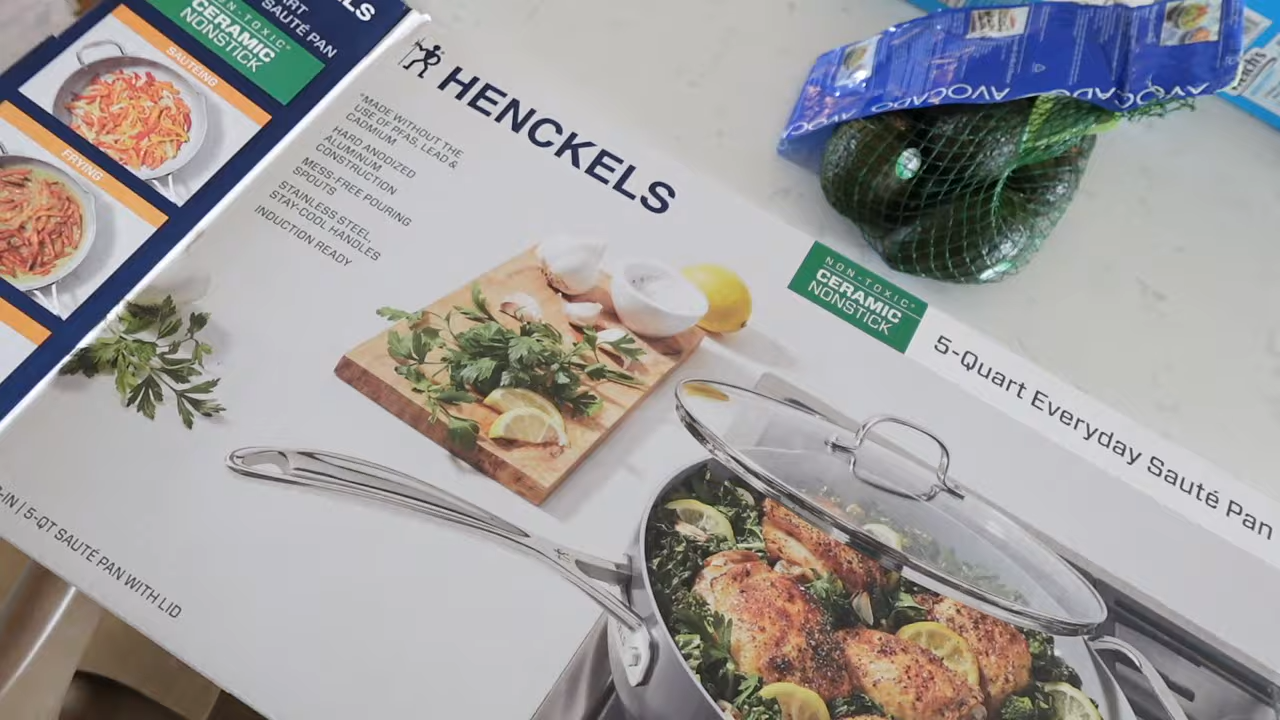 SAUTÉ PAN
NON-TOXIC*
CERAMIC
NONSTICK
SAUTEING
FRYING
HENCKELS
*MADE WITHOUT THE
USE OF PFAS, LEAD &
CADMIUM
HARD ANODIZED
ALUMINUM
CONSTRUCTION
MESS-FREE POURING
SPOUTS
STAINLESS STEEL,
STAY-COOL HANDLES
INDUCTION READY
NON-TOXIC*
CERAMIC
NONSTICK
5-Quart Everyday Sauté Pan
-IN | 5-QT SAUTÉ PAN WITH LID
AVOCADO AVOCADO